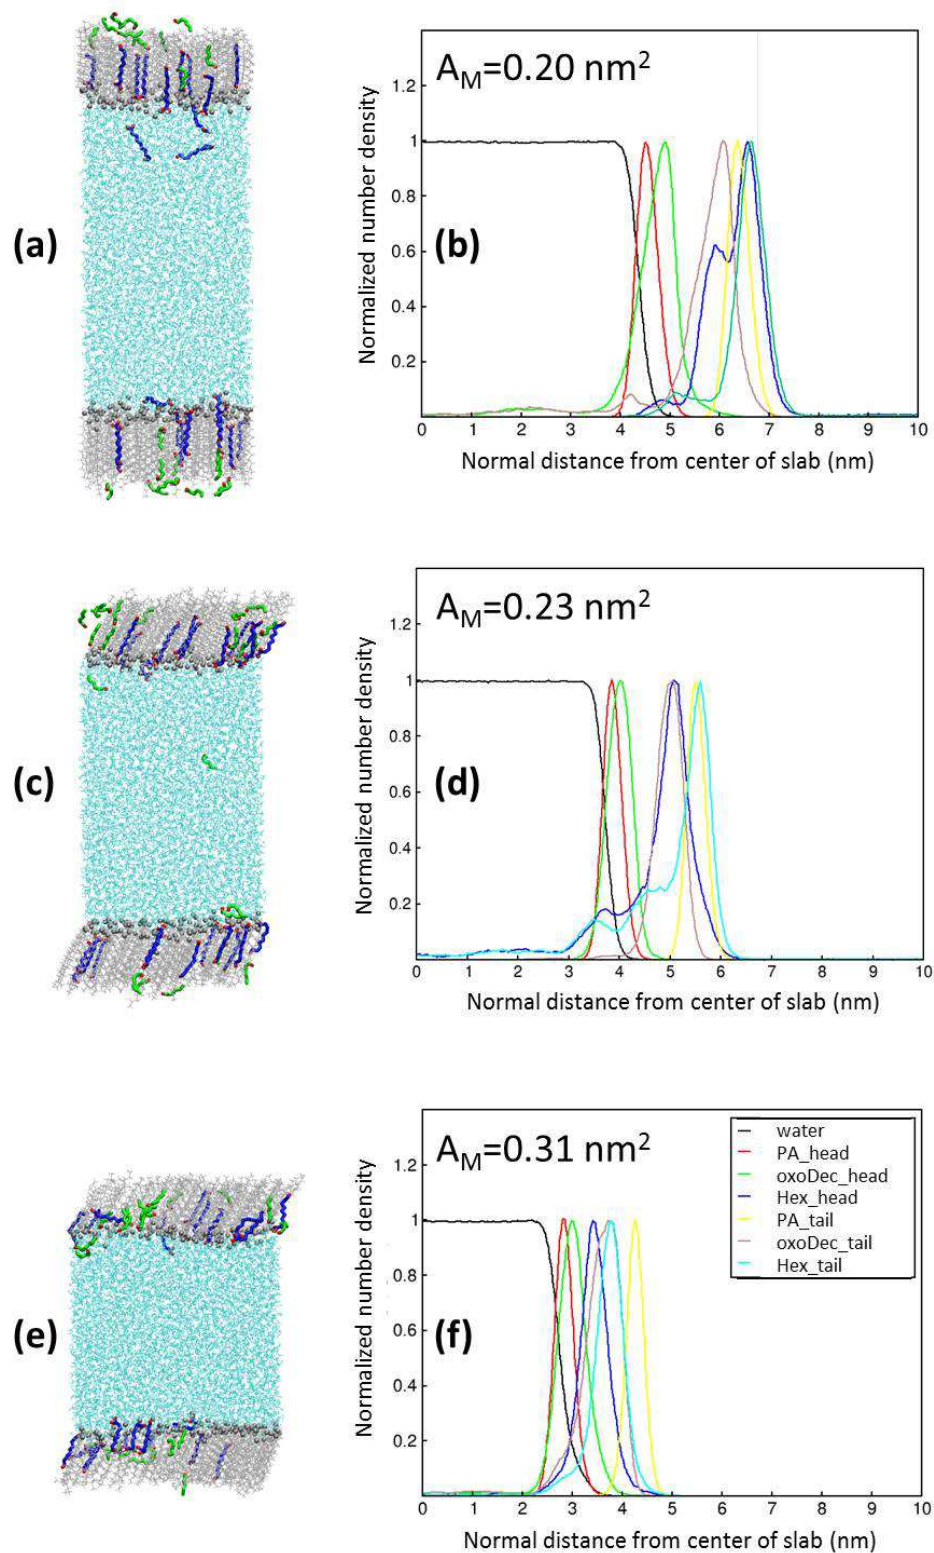 (a)
A_M=0.20 nm²
(b)
Normalized number density
1.2
1
0.8
0.6
0.4
0.2
0 1 2 3 4 5 6 7 8 9 10
Normal distance from center of slab (nm)
(c)
A_M=0.23 nm²
(d)
Normalized number density
1.2
1
0.8
0.6
0.4
0.2
0 1 2 3 4 5 6 7 8 9 10
Normal distance from center of slab (nm)
(e)
A_M=0.31 nm²
(f)
Normalized number density
1.2
1
0.8
0.6
0.4
0.2
0 1 2 3 4 5 6 7 8 9 10
Normal distance from center of slab (nm)
water
PA_head
oxoDec_head
Hex_head
PA_tail
oxoDec_tail
Hex_tail